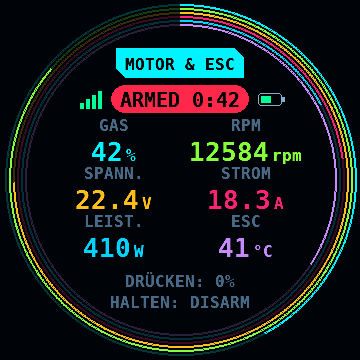 MOTOR & ESC
ARMED 0:42
GAS RPM
42% 12584rpm
SPANN. STROM
22.4V 18.3A
LEIST. ESC
410W 41°C
DRÜCKEN: 0%
HALTEN: DISARM